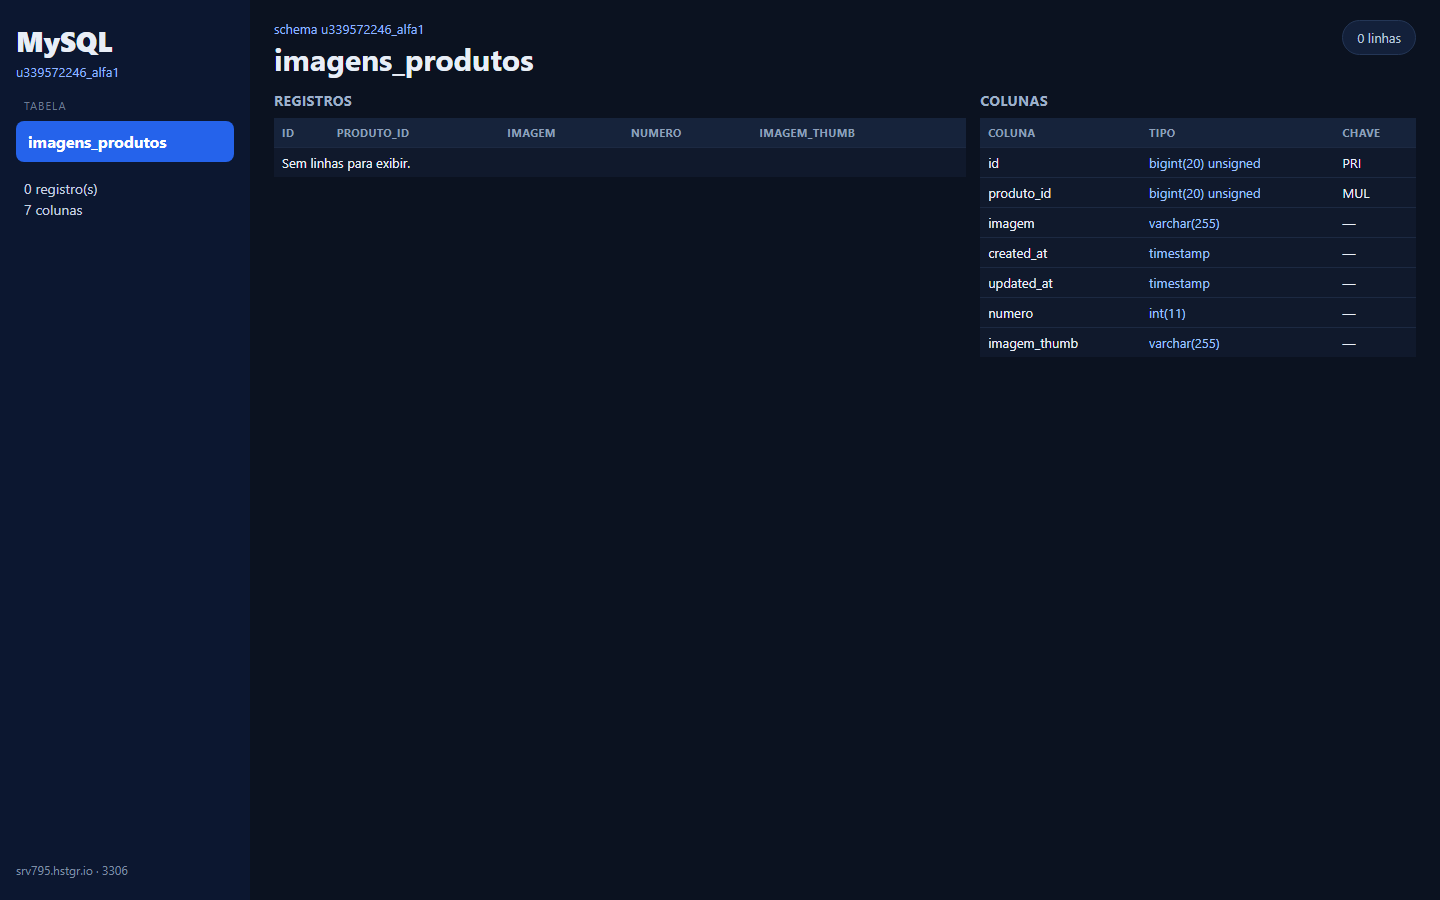 MySQL
u339572246_alfa1
TABELA
imagens_produtos
0 registro(s)
7 colunas
srv795.hstgr.io · 3306
schema u339572246_alfa1
imagens_produtos
0 linhas
REGISTROS
ID PRODUTO_ID IMAGEM NUMERO IMAGEM_THUMB
Sem linhas para exibir.
COLUNAS
COLUNA TIPO CHAVE
id bigint(20) unsigned PRI
produto_id bigint(20) unsigned MUL
imagem varchar(255) —
created_at timestamp —
updated_at timestamp —
numero int(11) —
imagem_thumb varchar(255) —